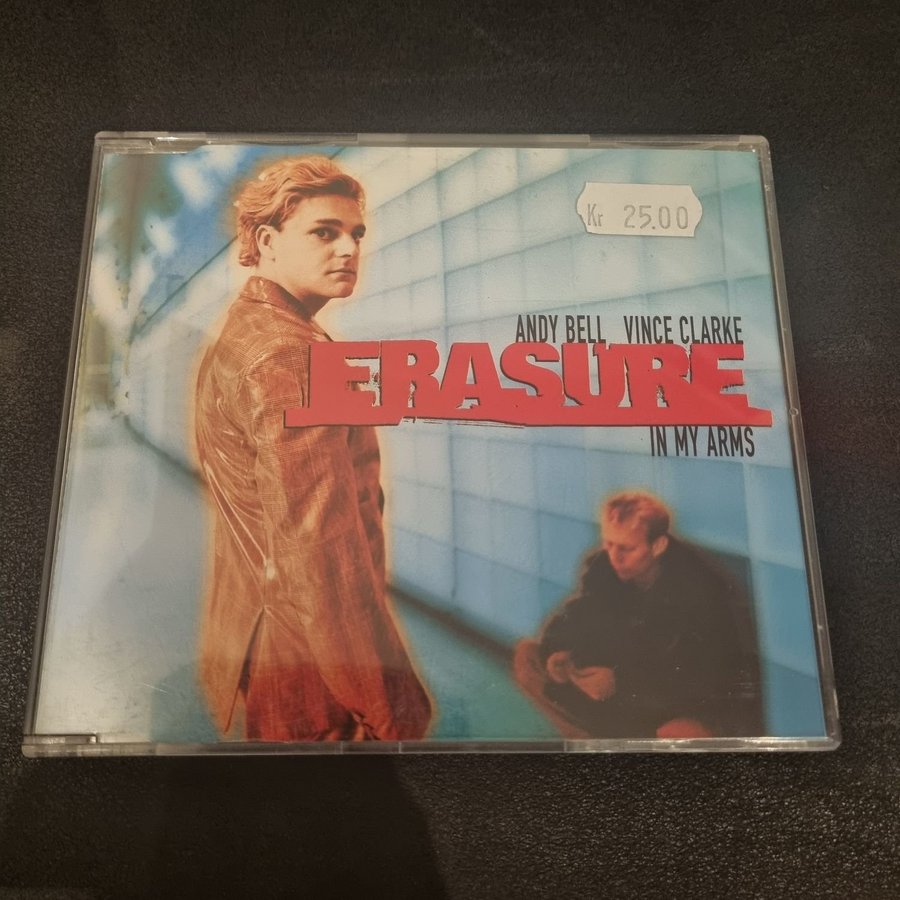 Kr 25.00
ANDY BELL VINCE CLARKE
ERASURE
IN MY ARMS